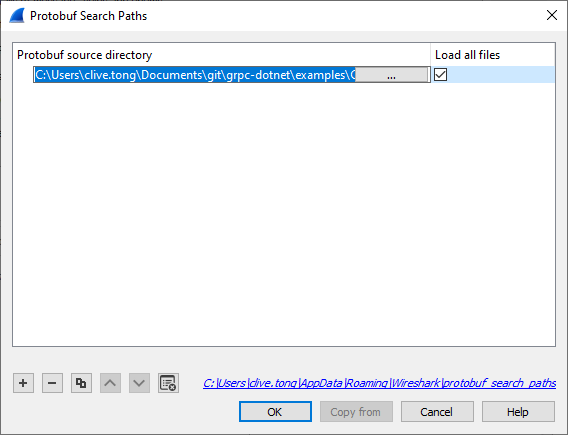 Protobuf Search Paths
Protobuf source directory Load all files
C:\Users\clive.tong\Documents\git\grpc-dotnet\examples\ ...
C:\Users\clive.tong\AppData\Roaming\Wireshark\protobuf_search_paths
OK Copy from Cancel Help